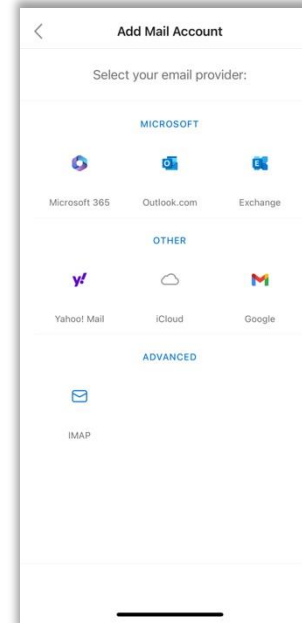 Add Mail Account
Select your email provider:
MICROSOFT
Microsoft 365 Outlook.com Exchange
OTHER
Yahoo! Mail iCloud Google
ADVANCED
IMAP